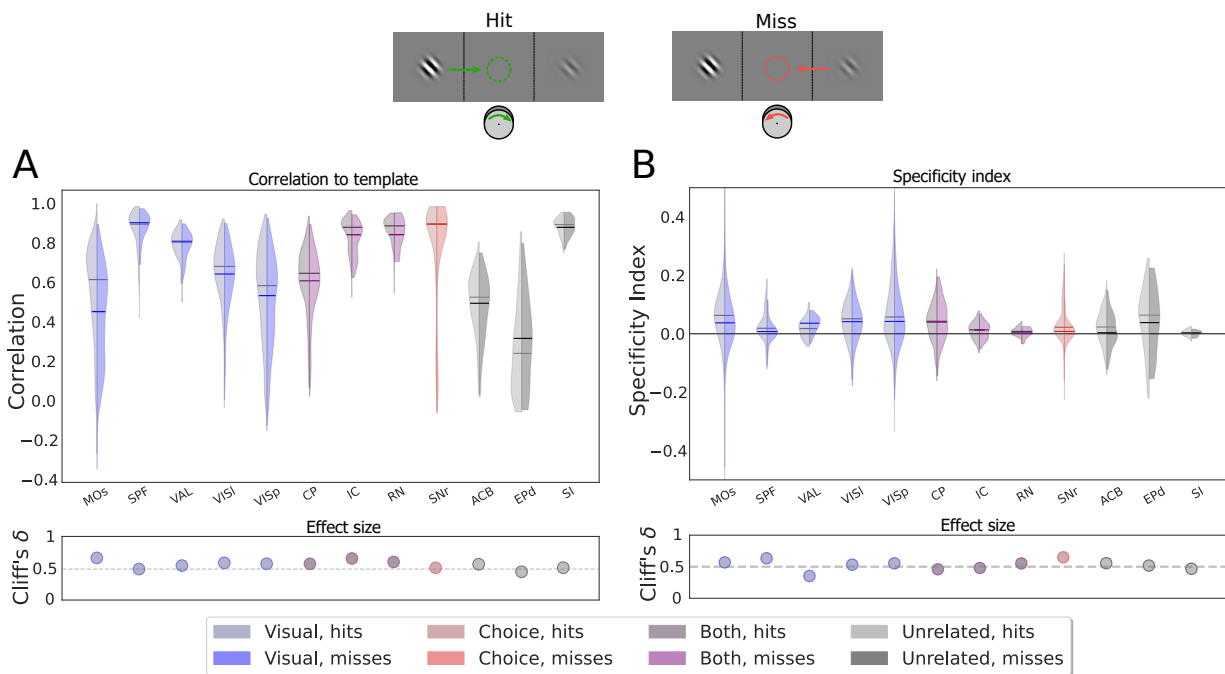 Hit
Miss
A
Correlation to template
Correlation
1.0
0.8
0.6
0.4
0.2
0.0
−0.2
−0.4
MOs SPF VAL VISl VISp CP IC RN SNr ACB EPd SI
Effect size
Cliff's δ
1
0.5
0
B
Specificity index
Specificity Index
0.4
0.2
0.0
−0.2
−0.4
MOs SPF VAL VISl VISp CP IC RN SNr ACB EPd SI
Effect size
Cliff's δ
1
0.5
0
Visual, hits Choice, hits Both, hits Unrelated, hits
Visual, misses Choice, misses Both, misses Unrelated, misses